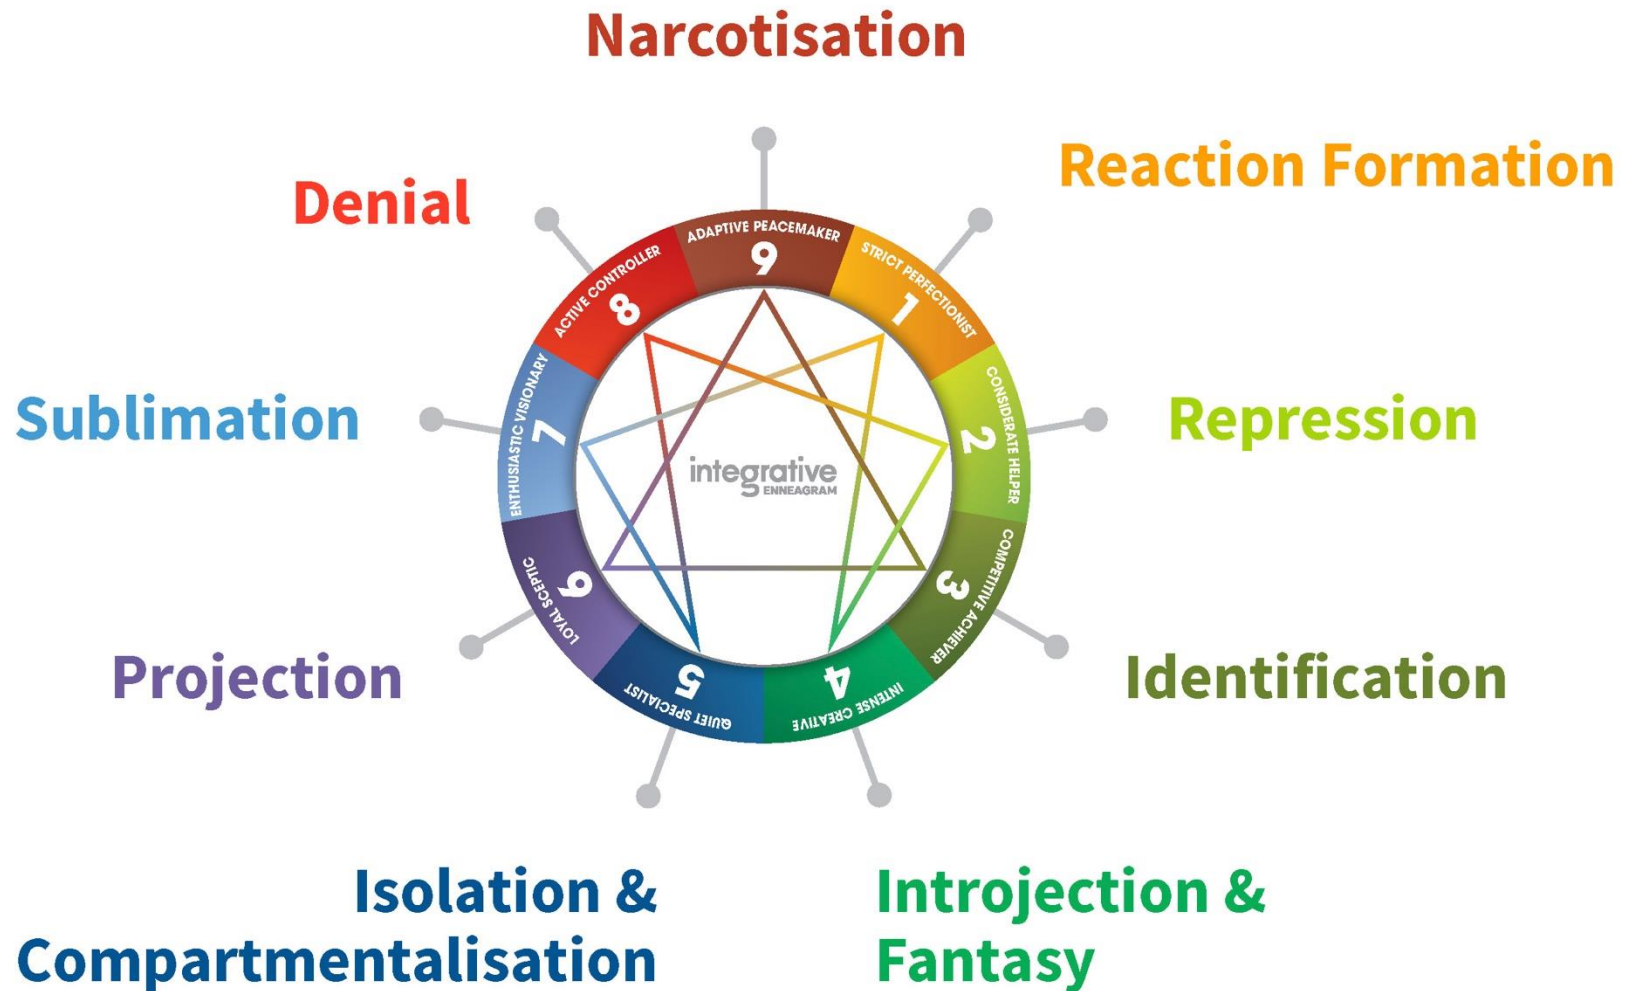 Narcotisation
Reaction Formation
Denial
ADAPTIVE PEACEMAKER
9
ACTIVE CONTROLLER
8
STRICT PERFECTIONIST
1
Sublimation
ENTHUSIASTIC VISIONARY
7
CONSIDERATE HELPER
2
Repression
integrative
ENNEAGRAM
Projection
LOYAL SCEPTIC
6
COMPETITIVE ACHIEVER
3
Identification
QUIET SPECIALIST
5
INTENSE CREATIVE
4
Isolation &
Compartmentalisation
Introjection &
Fantasy